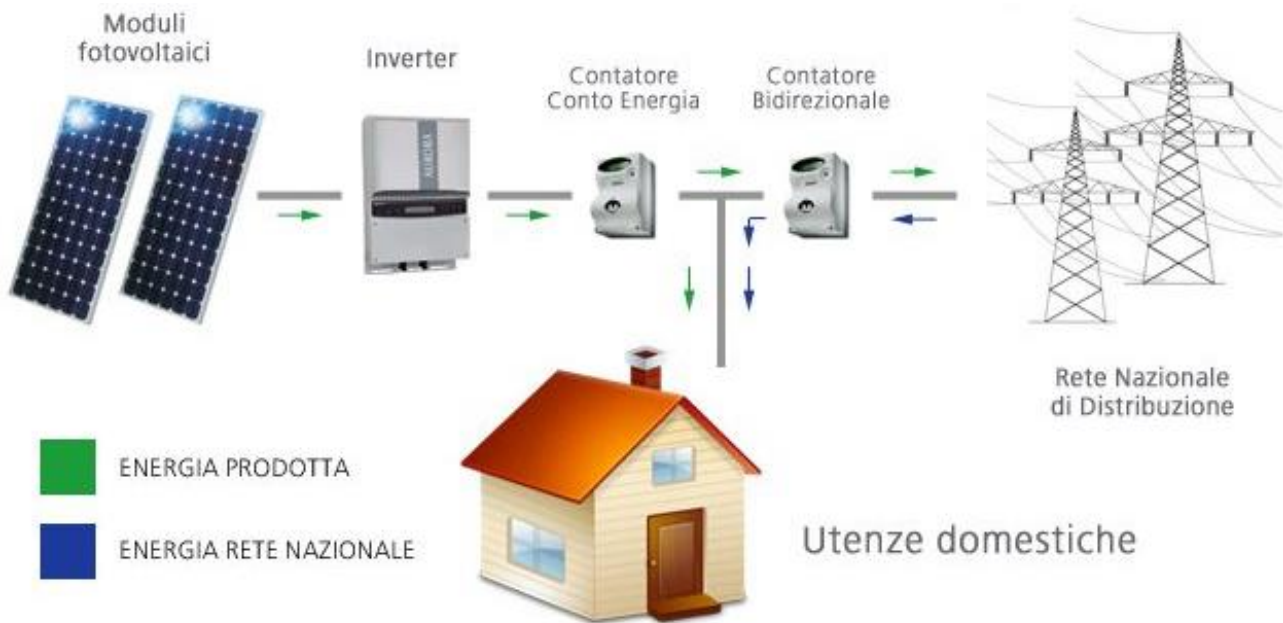 Moduli
fotovoltaici
Inverter
Contatore
Conto Energia
Contatore
Bidirezionale
AURORA
Rete Nazionale
di Distribuzione
ENERGIA PRODOTTA
ENERGIA RETE NAZIONALE
Utenze domestiche